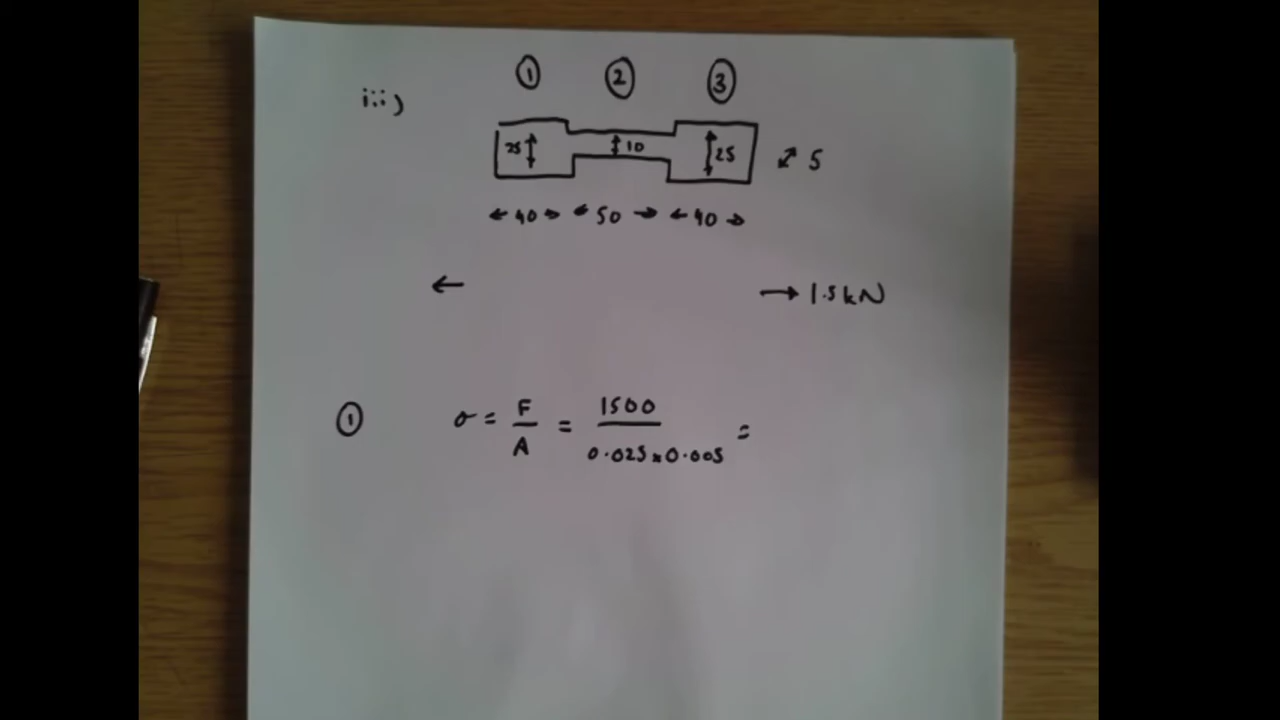 ① ② ③
iii)
25 10 25 5
40 50 40
1.5kN
① σ = F/A = 1500/0.025×0.005 =